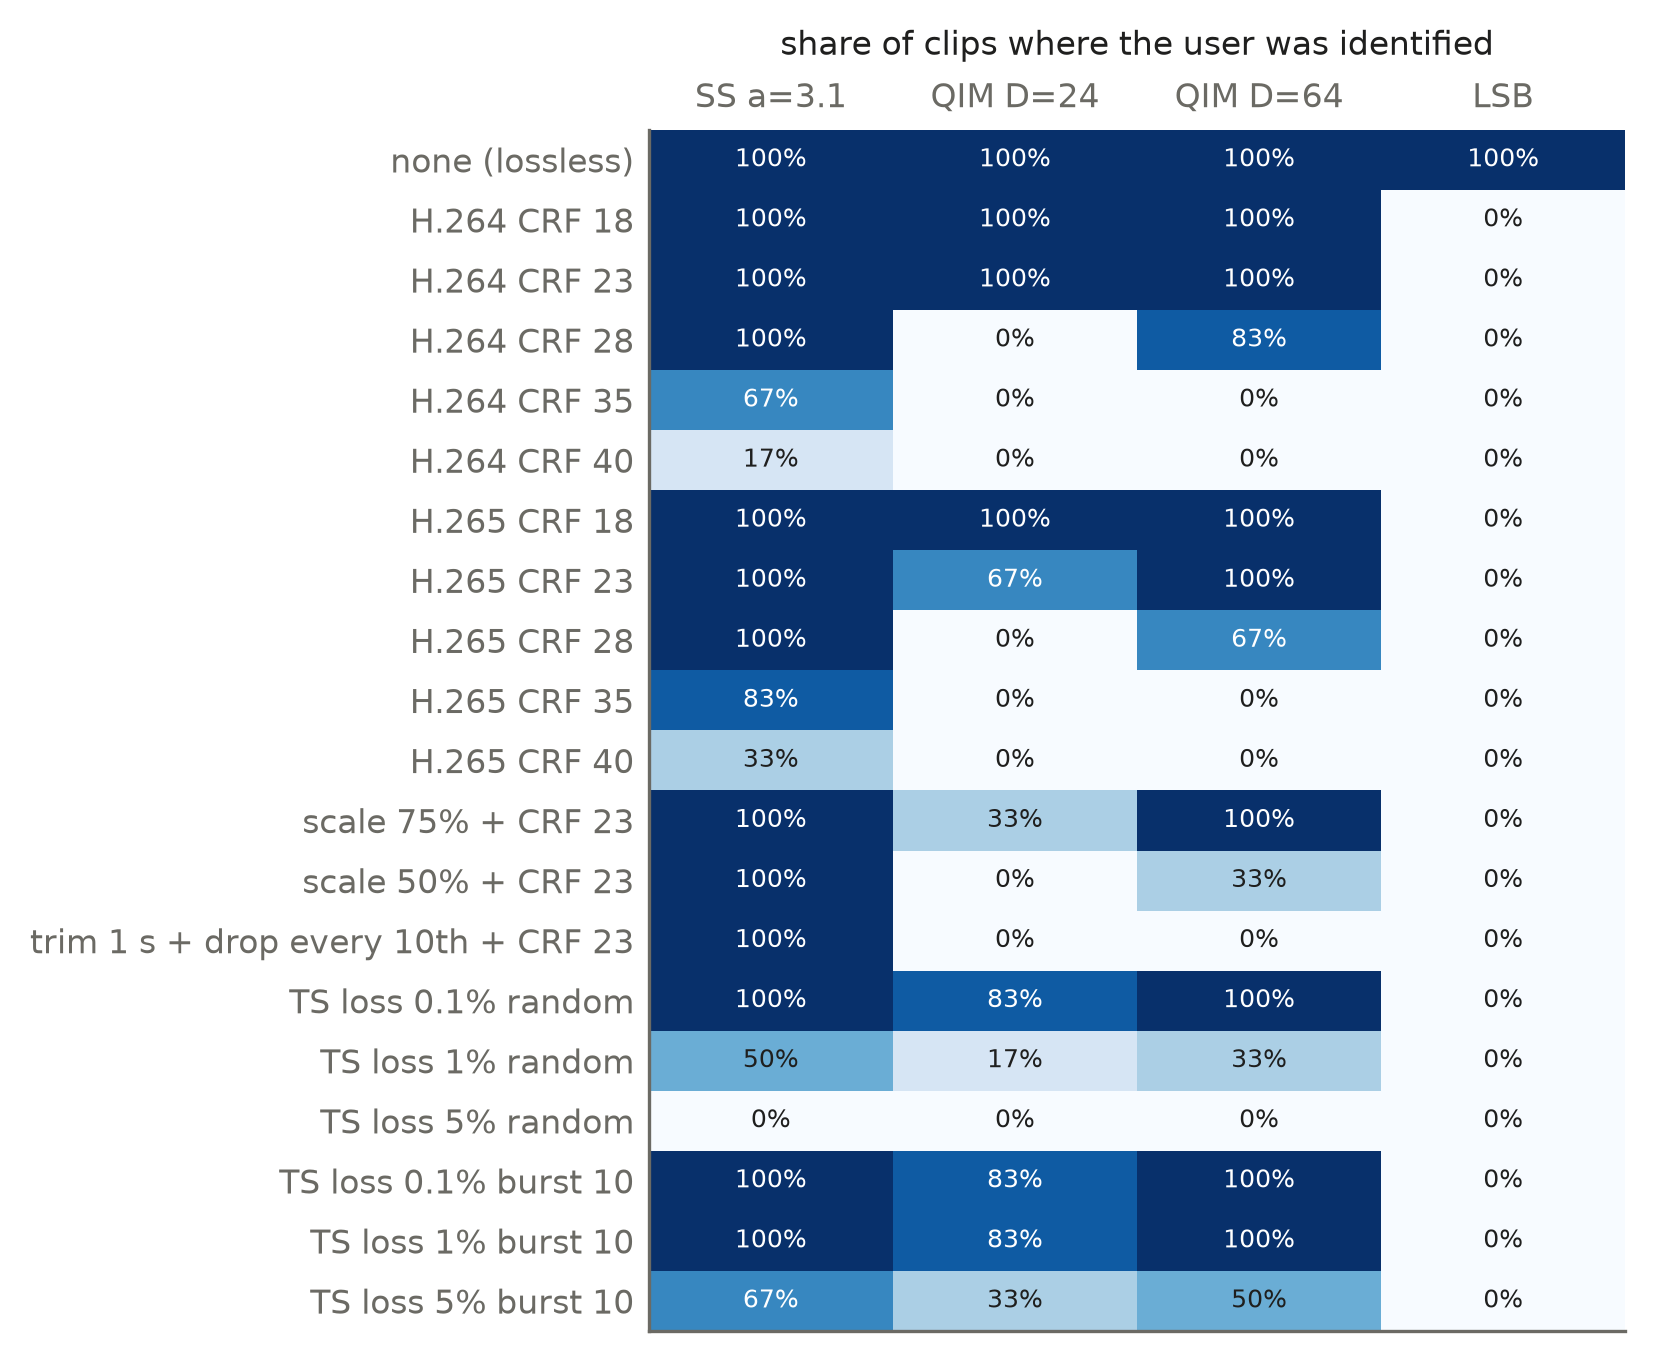 share of clips where the user was identified
SS a=3.1 QIM D=24 QIM D=64 LSB
none (lossless) 100% 100% 100% 100%
H.264 CRF 18 100% 100% 100% 0%
H.264 CRF 23 100% 100% 100% 0%
H.264 CRF 28 100% 0% 83% 0%
H.264 CRF 35 67% 0% 0% 0%
H.264 CRF 40 17% 0% 0% 0%
H.265 CRF 18 100% 100% 100% 0%
H.265 CRF 23 100% 67% 100% 0%
H.265 CRF 28 100% 0% 67% 0%
H.265 CRF 35 83% 0% 0% 0%
H.265 CRF 40 33% 0% 0% 0%
scale 75% + CRF 23 100% 33% 100% 0%
scale 50% + CRF 23 100% 0% 33% 0%
trim 1 s + drop every 10th + CRF 23 100% 0% 0% 0%
TS loss 0.1% random 100% 83% 100% 0%
TS loss 1% random 50% 17% 33% 0%
TS loss 5% random 0% 0% 0% 0%
TS loss 0.1% burst 10 100% 83% 100% 0%
TS loss 1% burst 10 100% 83% 100% 0%
TS loss 5% burst 10 67% 33% 50% 0%